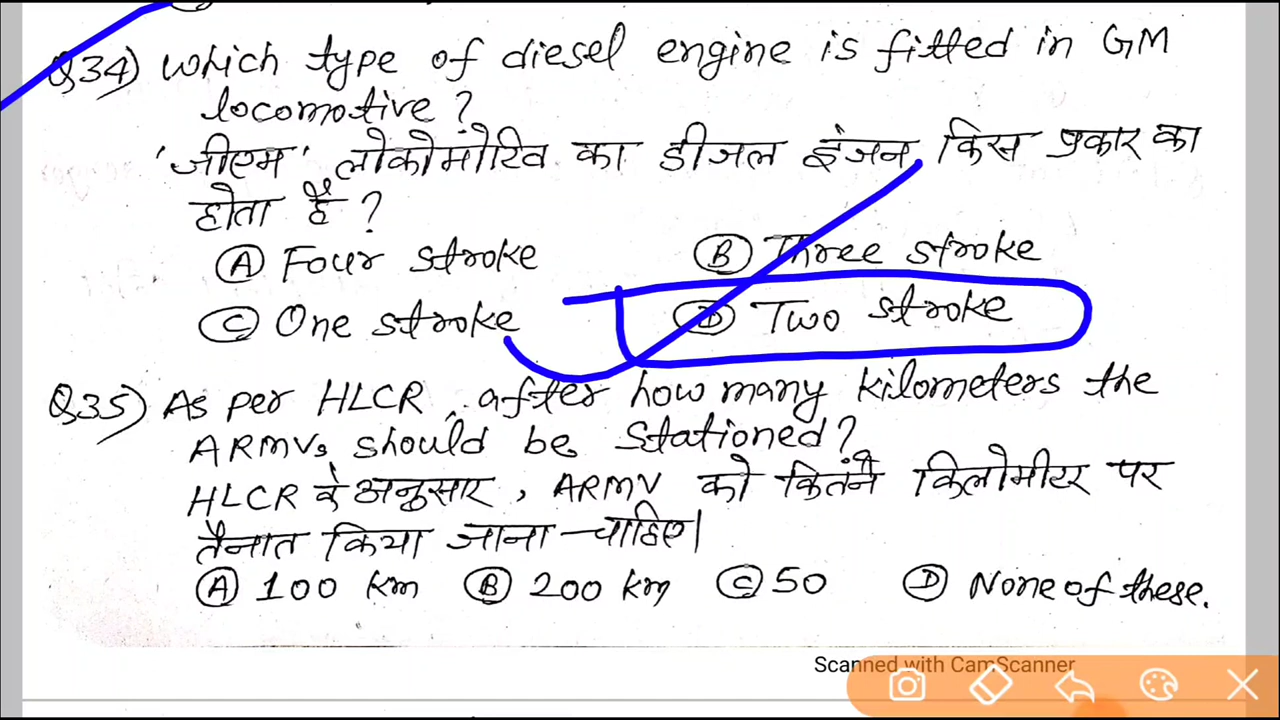 Q34) Which type of diesel engine is fitted in GM
locomotive ?
'जीएम' लोकोमोटिव का डीजल इंजन, किस प्रकार का
होता है ?
(A) Four stroke (B) Three stroke
(C) One stroke (D) Two stroke
Q35) As per HLCR, after how many kilometers the
ARMVs should be stationed?
HLCR के अनुसार, ARMV को कितने किलोमीटर पर
तैनात किया जाना चाहिए।
(A) 100 km (B) 200 km (C) 50 (D) None of these.
Scanned with CamScanner